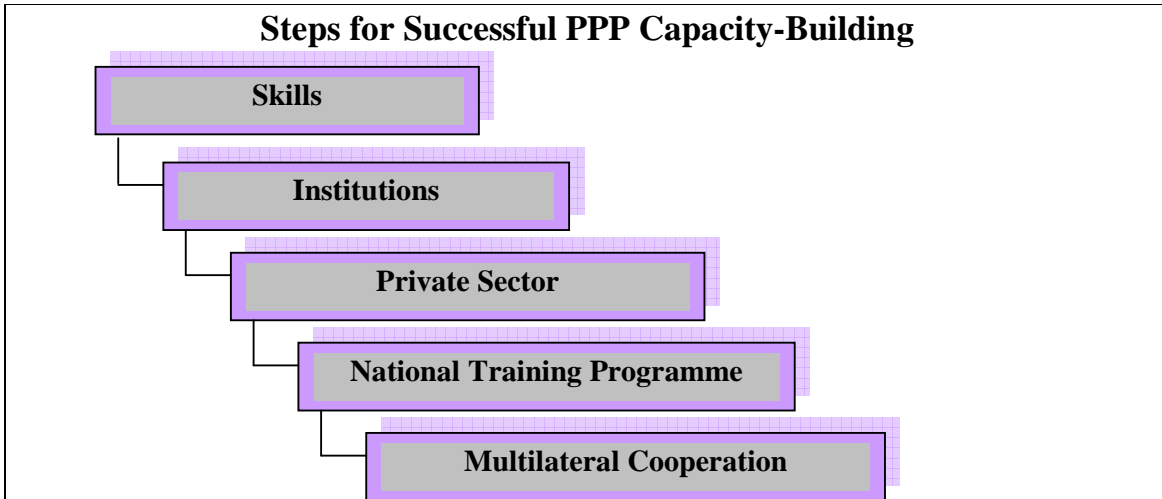 Steps for Successful PPP Capacity-Building
Skills
Institutions
Private Sector
National Training Programme
Multilateral Cooperation